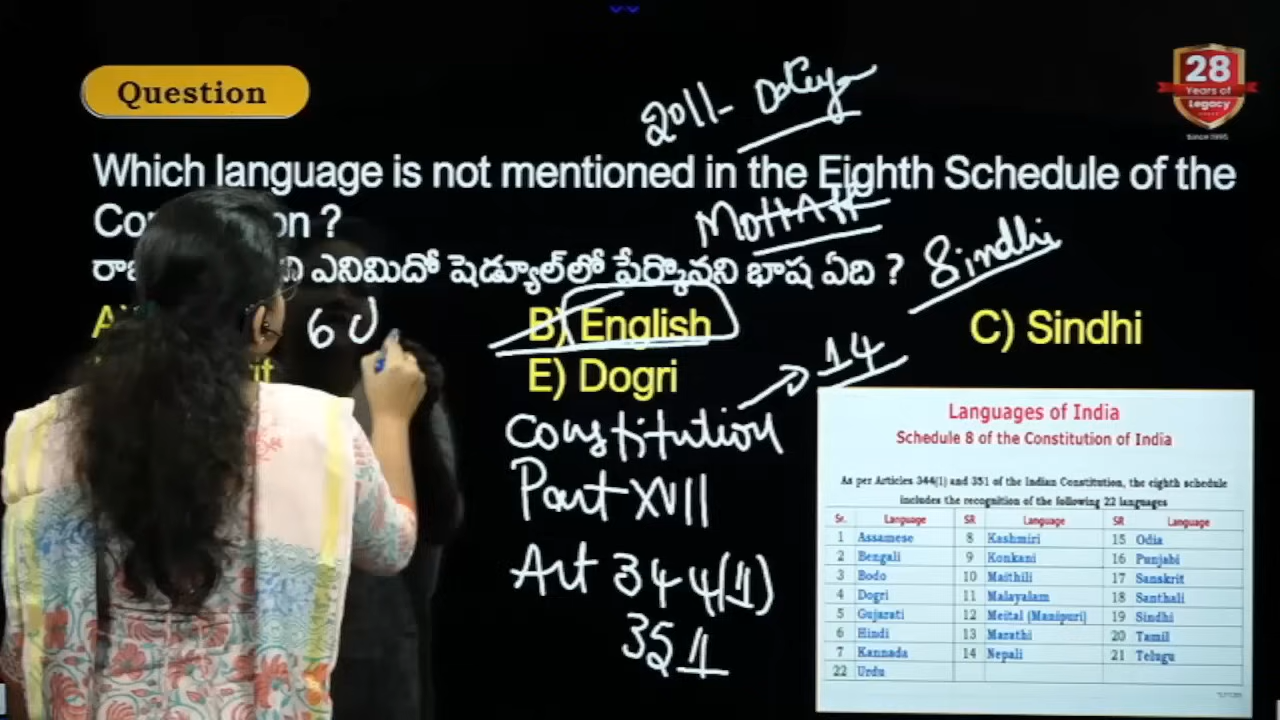 28
Years of
Legacy
Question
2011-
Which language is not mentioned in the Eighth Schedule of the
?
ఎనిమిదో షెడ్యూల్‌లో పేర్కొనని భాష ఏది ?
Sindhi
B) English
C) Sindhi
14
E) Dogri
Constitution
Part XVII
Art 344(1)
351
Languages of India
Schedule 8 of the Constitution of India
As per Articles 344(1) and 351 of the Indian Constitution, the eighth schedule
includes the recognition of the following 22 languages
Sr. Language SR Language SR Language
1 Assamese 8 Kashmiri 15 Odia
2 Bengali 9 Konkani 16 Punjabi
3 Bodo 10 Maithili 17 Sanskrit
4 Dogri 11 Malayalam 18 Santhali
5 Gujarati 12 Meitai (Manipuri) 19 Sindhi
6 Hindi 13 Marathi 20 Tamil
7 Kannada 14 Nepali 21 Telugu
22 Urdu